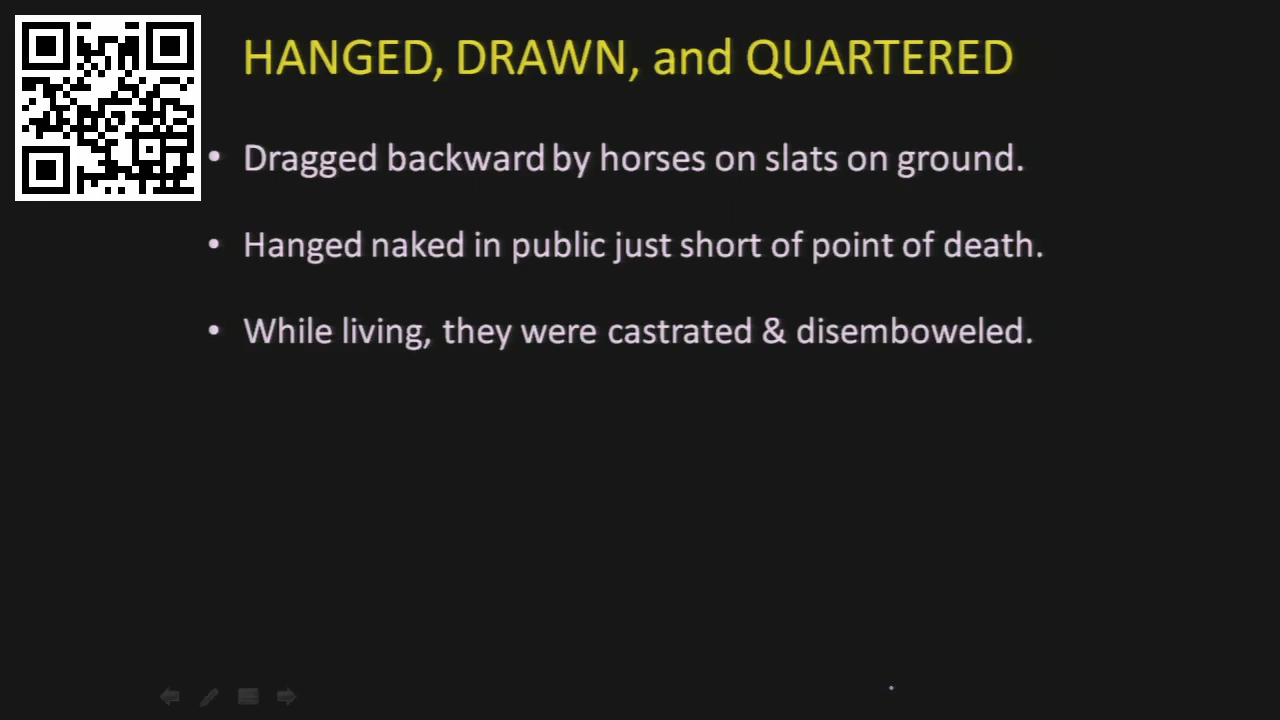 HANGED, DRAWN, and QUARTERED
• Dragged backward by horses on slats on ground.
• Hanged naked in public just short of point of death.
• While living, they were castrated & disemboweled.